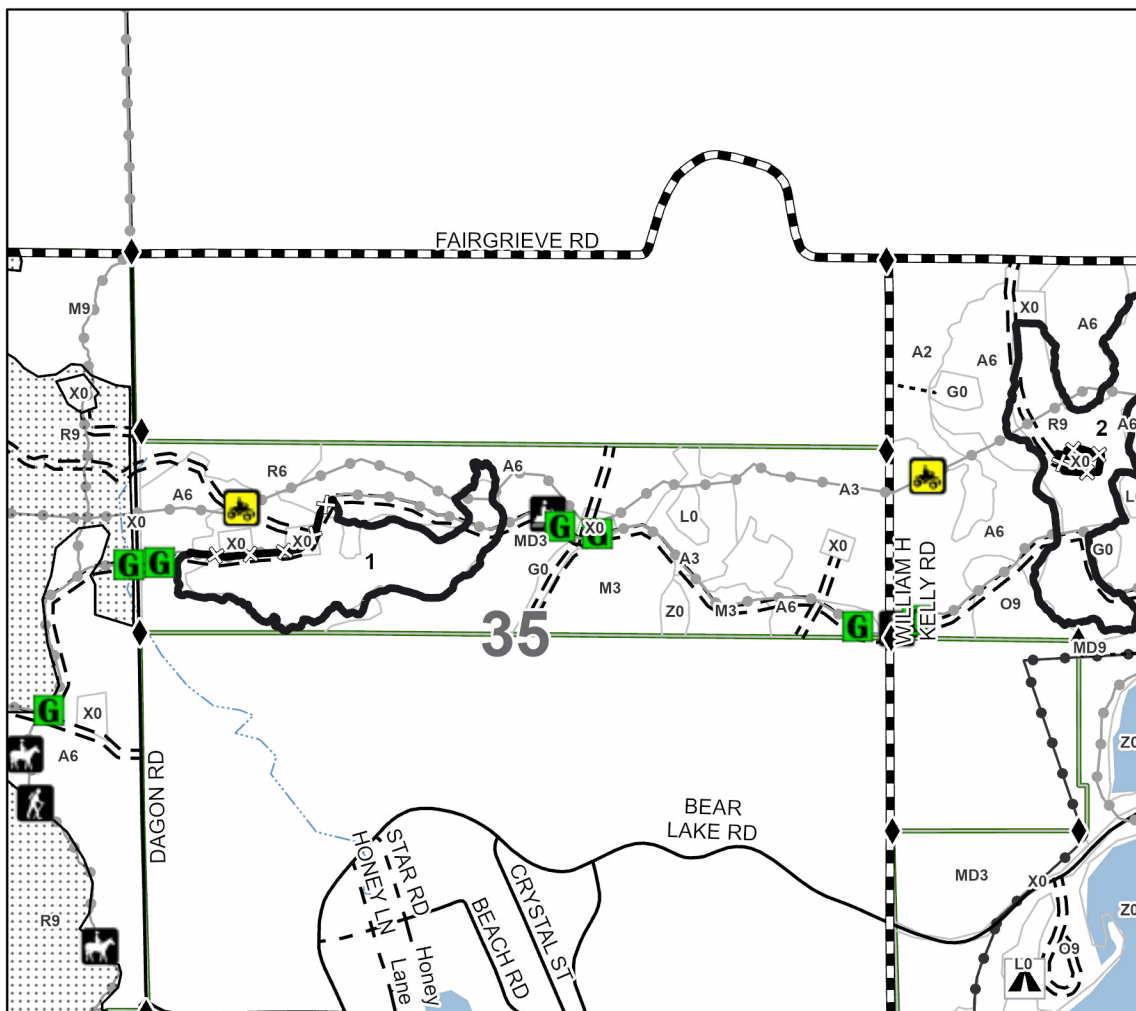 FAIRGRIEVE RD
M9
X0
A6
A2
A6
X0
G0
R9
R9
2
A6
A6
R6
A6
X0
A3
L0
X0
L
X0
X0
X0
MD3
X0
A6
G0
1
G0
A3
M3
O9
Z0
M3
A6
35
WILLIAM H
KELLY RD
G
G
G
G
G
G
MD9
X0
A6
Z0
DAGON RD
BEAR
LAKE RD
STAR RD
HONEY LN
CRYSTAL ST
BEACH RD
MD3
X0
Z0
R9
O9
L0
Honey
Lane